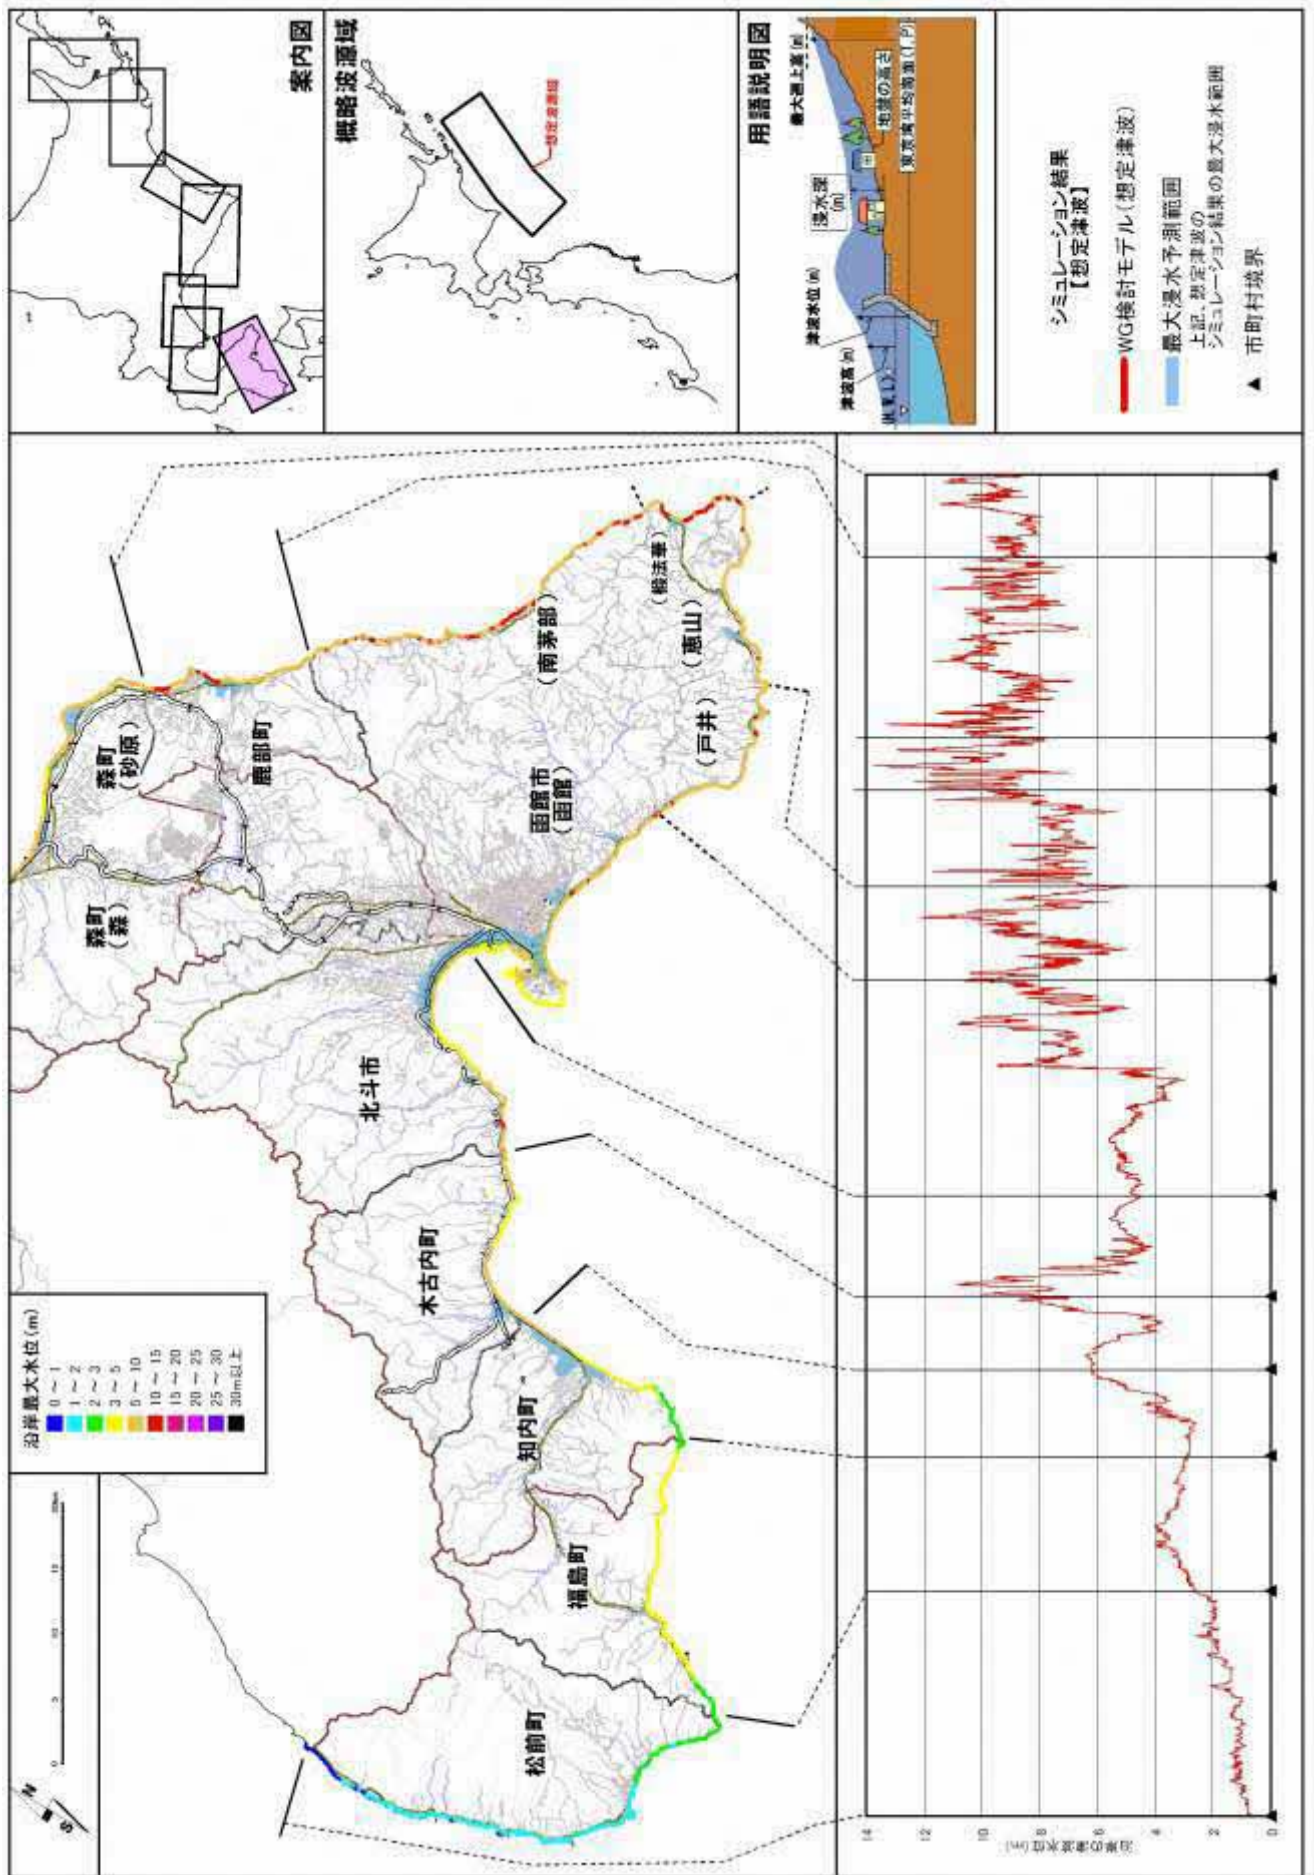 案内図
概略波源域
想定波源域
用語説明図
最大遡上高(m)
浸水深
(m)
地盤の高さ
東京湾平均海面(T.P)
津波水位(m)
津波高(m)
(H.W.L)
シミュレーション結果
【想定津波】
WG検討モデル(想定津波)
最大浸水予測範囲
上記、想定津波の
シミュレーション結果の最大浸水範囲
▲ 市町村境界
沿岸最大水位(m)
0 ~ 1
1 ~ 2
2 ~ 3
3 ~ 5
5 ~ 10
10 ~ 15
15 ~ 20
20 ~ 25
25 ~ 30
30m以上
N
S
0
5
10
15
20km
森町
(砂原)
森町
(森)
鹿部町
函館市
(函館)
(南茅部)
(椴法華)
(恵山)
(戸井)
北斗市
木古内町
知内町
福島町
松前町
沿岸の津波水位(m)
14
12
10
8
6
4
2
0